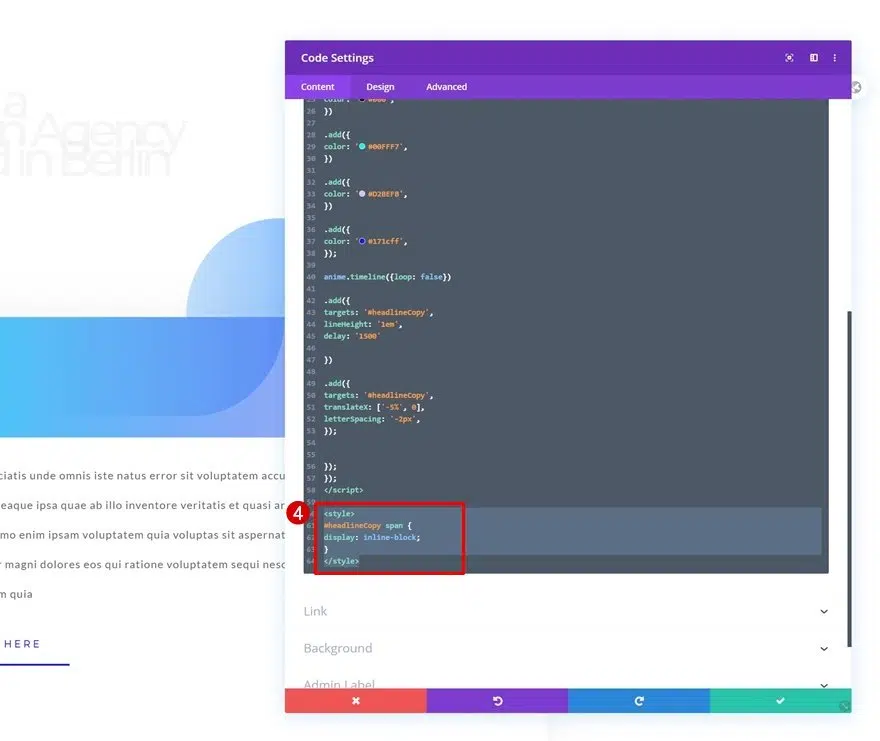 a
n Agency
d in Berlin
ciatis unde omnis iste natus error sit voluptatem accu
eaque ipsa quae ab illo inventore veritatis et quasi ar
mo enim ipsam voluptatem quia voluptas sit aspernat
r magni dolores eos qui ratione voluptatem sequi nesc
m quia
HERE
Code Settings
Content Design Advanced
25 color: '#000',
26 })
27
28 .add({
29 color: '#00FFF7',
30 })
31
32 .add({
33 color: '#D2BEF8',
34 })
35
36 .add({
37 color: '#171cff',
38 });
39
40 anime.timeline({loop: false})
41
42 .add({
43 targets: '#headlineCopy',
44 lineHeight: '1em',
45 delay: '1500'
46
47 })
48
49 .add({
50 targets: '#headlineCopy',
51 translateX: ['-5%', 0],
52 letterSpacing: '-2px',
53 });
54
55
56 });
57 });
58 </script>
59
4
<style>
61 #headlineCopy span {
62 display: inline-block;
63 }
64 </style>
Link
Background
Admin Label